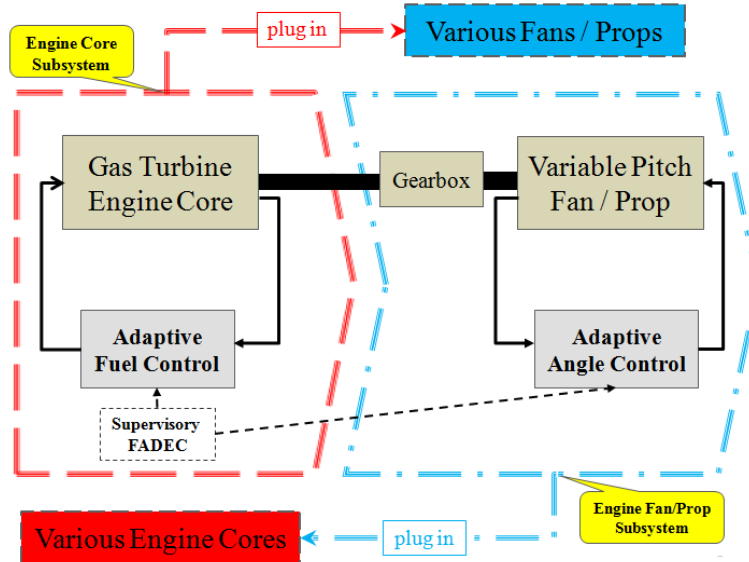 plug in
Various Fans / Props
Engine Core
Subsystem
Gas Turbine
Engine Core
Gearbox
Variable Pitch
Fan / Prop
Adaptive
Fuel Control
Adaptive
Angle Control
Supervisory
FADEC
Various Engine Cores
plug in
Engine Fan/Prop
Subsystem